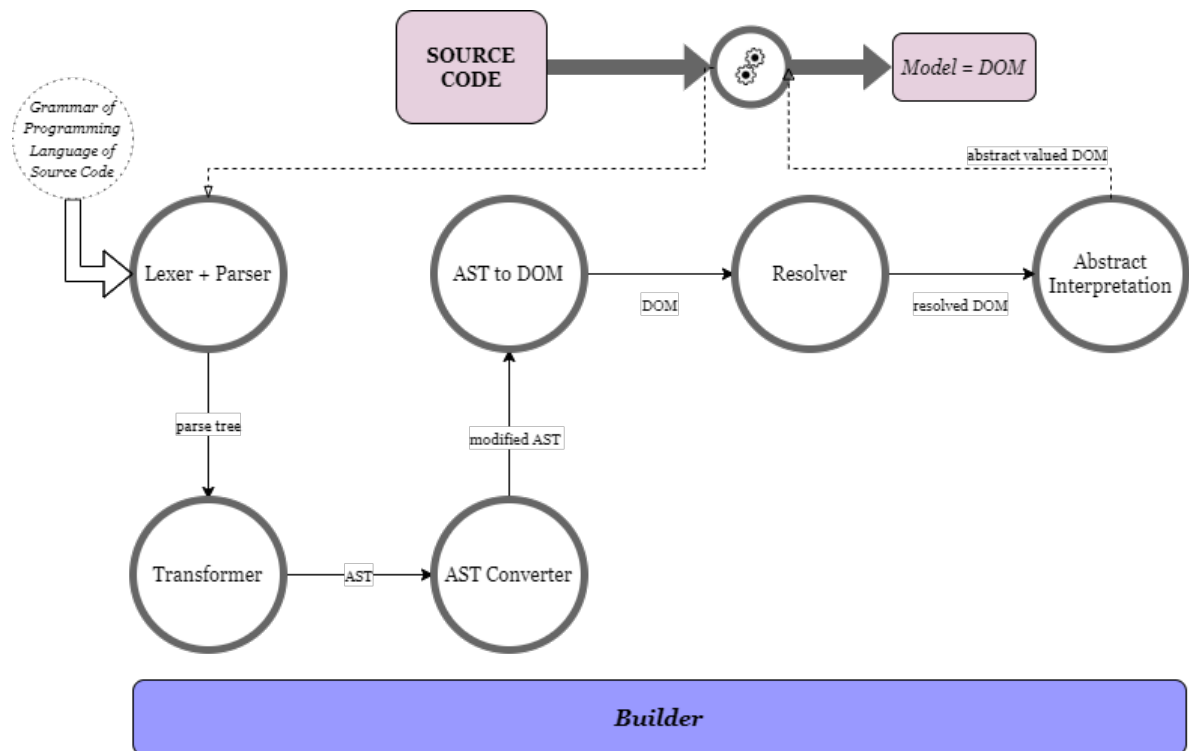 SOURCE
CODE
Model = DOM
Grammar of
Programming
Language of
Source Code
abstract valued DOM
Lexer + Parser
AST to DOM
Resolver
Abstract
Interpretation
DOM
resolved DOM
parse tree
modified AST
Transformer
AST
AST Converter
Builder